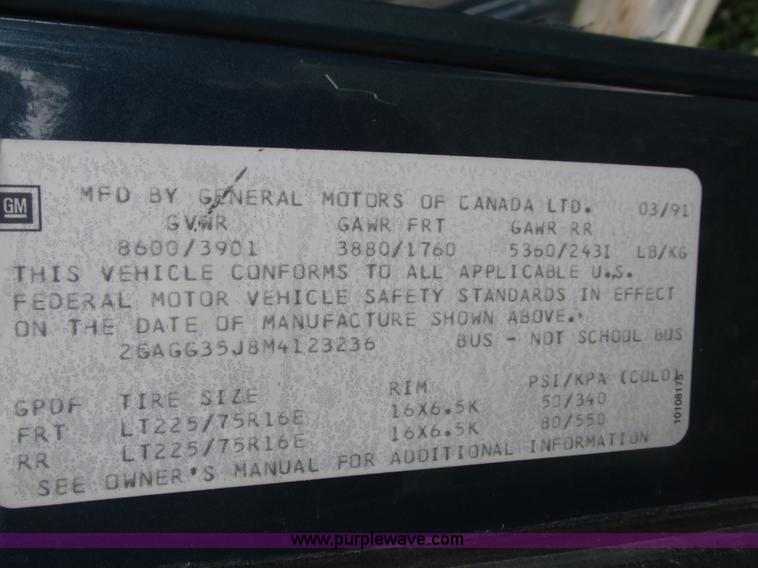 GM
MFD BY GENERAL MOTORS OF CANADA LTD. 03/91
GVWR GAWR FRT GAWR RR
8600/3901 3880/1760 5360/2431 LB/KG
THIS VEHICLE CONFORMS TO ALL APPLICABLE U.S.
FEDERAL MOTOR VEHICLE SAFETY STANDARDS IN EFFECT
ON THE DATE OF MANUFACTURE SHOWN ABOVE.
2GAGG35J8M4123236 BUS - NOT SCHOOL BUS
GPDF TIRE SIZE RIM PSI/KPA (COLD)
FRT LT225/75R16E 16X6.5K 50/340
RR LT225/75R16E 16X6.5K 80/550
SEE OWNER'S MANUAL FOR ADDITIONAL INFORMATION
10108175
www.purplewave.com